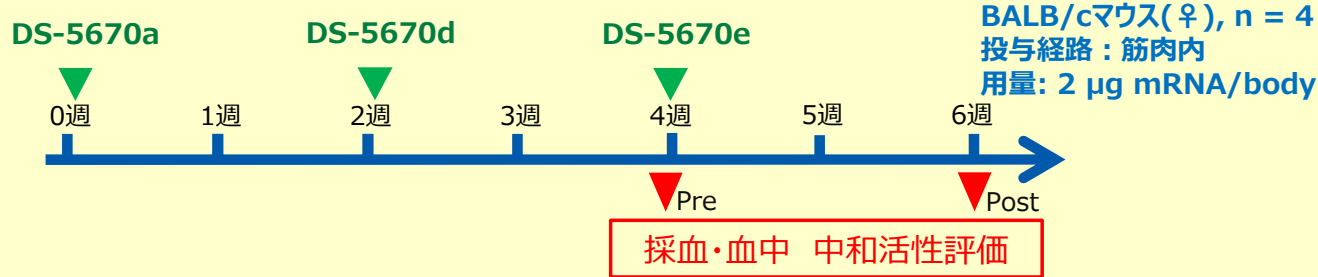 BALB/cマウス(♀), n = 4
投与経路：筋肉内
用量: 2 μg mRNA/body
DS-5670a
DS-5670d
DS-5670e
0週
1週
2週
3週
4週
5週
6週
Pre
Post
採血・血中　中和活性評価